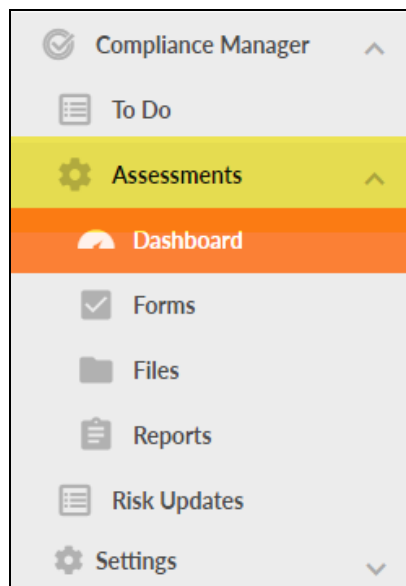 Compliance Manager
To Do
Assessments
Dashboard
Forms
Files
Reports
Risk Updates
Settings